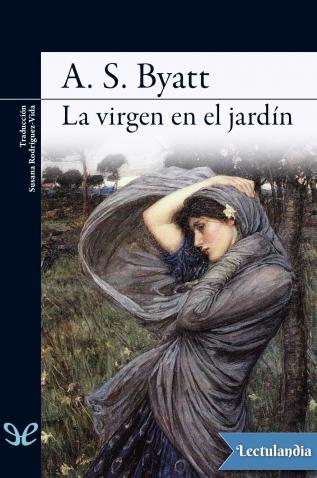 A. S. Byatt
La virgen en el jardín
Traducción
Susana Rodríguez-Vida
Lectulandia